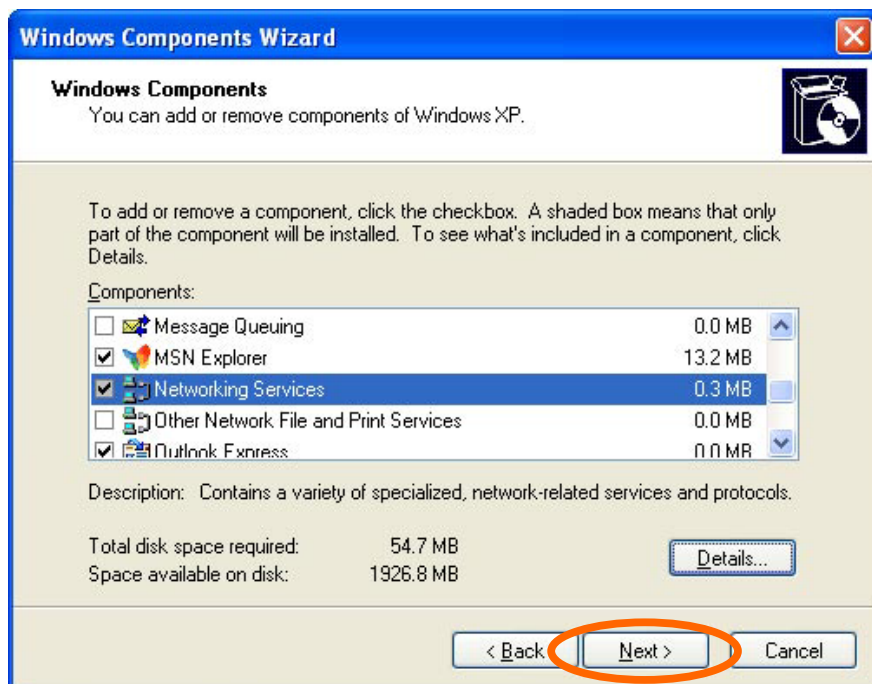 Windows Components Wizard
Windows Components
You can add or remove components of Windows XP.
To add or remove a component, click the checkbox. A shaded box means that only
part of the component will be installed. To see what's included in a component, click
Details.
Components:
Message Queuing 0.0 MB
MSN Explorer 13.2 MB
Networking Services 0.3 MB
Other Network File and Print Services 0.0 MB
Outlook Express 0.0 MB
Description: Contains a variety of specialized, network-related services and protocols.
Total disk space required: 54.7 MB
Space available on disk: 1926.8 MB
Details...
< Back Next > Cancel